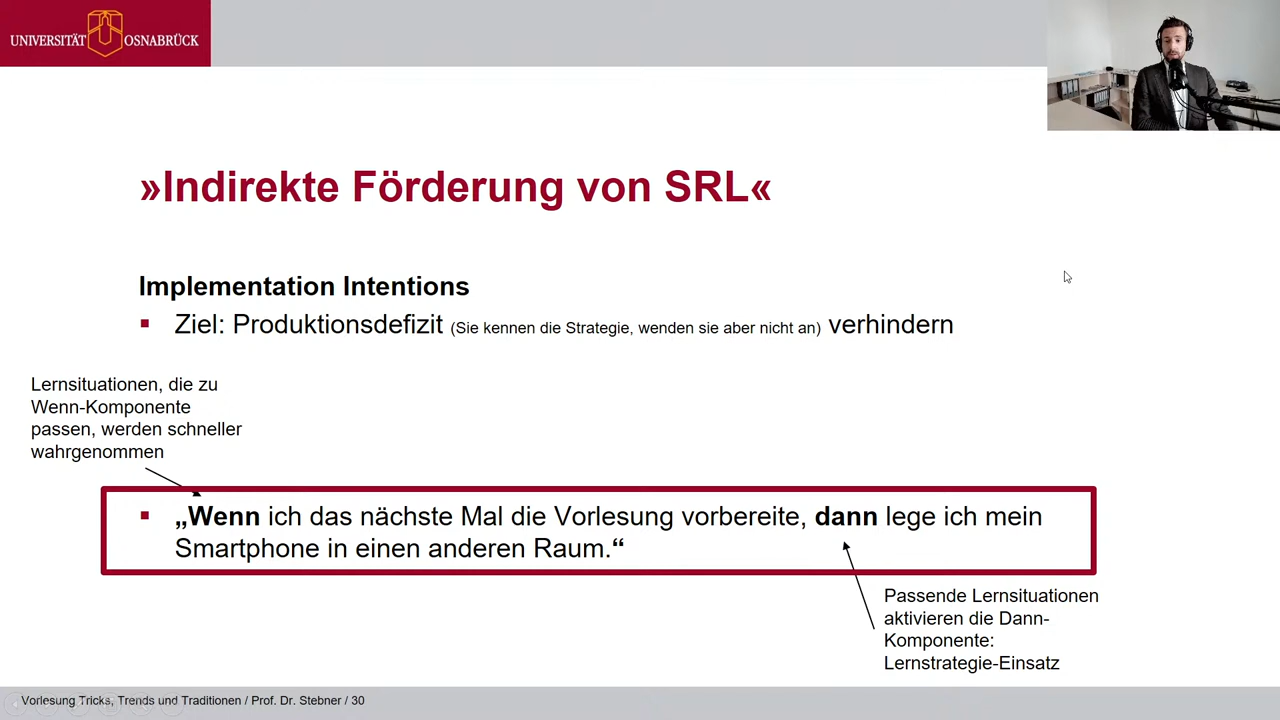 UNIVERSITÄT OSNABRÜCK
»Indirekte Förderung von SRL«
Implementation Intentions
▪ Ziel: Produktionsdefizit (Sie kennen die Strategie, wenden sie aber nicht an) verhindern
Lernsituationen, die zu
Wenn-Komponente
passen, werden schneller
wahrgenommen
▪ „Wenn ich das nächste Mal die Vorlesung vorbereite, dann lege ich mein
Smartphone in einen anderen Raum.“
Passende Lernsituationen
aktivieren die Dann-
Komponente:
Lernstrategie-Einsatz
Vorlesung Tricks, Trends und Traditionen / Prof. Dr. Stebner / 30